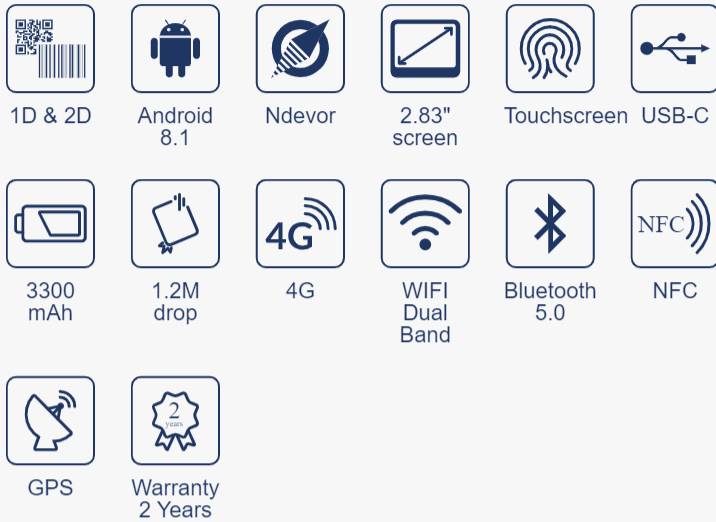 1D & 2D
Android
8.1
Ndevor
2.83"
screen
Touchscreen
USB-C
4G
NFC
3300
mAh
1.2M
drop
4G
WIFI
Dual
Band
Bluetooth
5.0
NFC
2
years
GPS
Warranty
2 Years